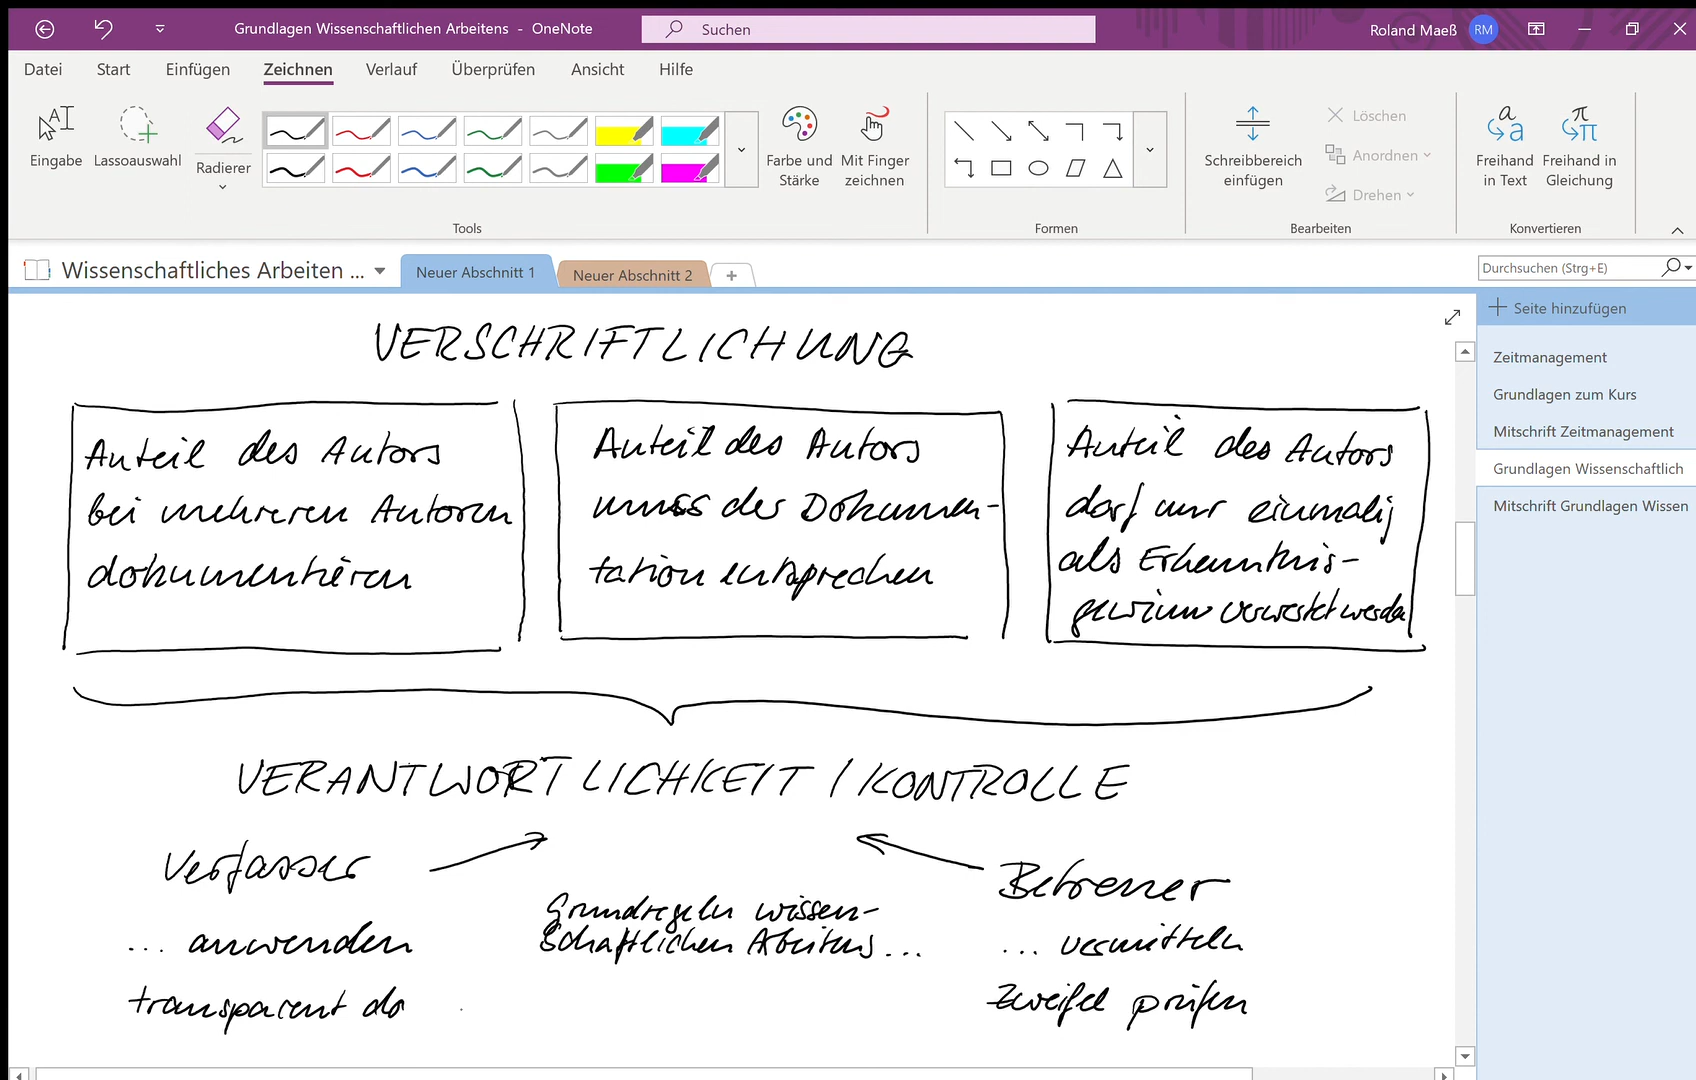 Grundlagen Wissenschaftlichen Arbeitens - OneNote
Suchen
Roland Maeß
RM
Datei Start Einfügen Zeichnen Verlauf Überprüfen Ansicht Hilfe
Eingabe
Lassoauswahl
Radierer
Farbe und
Stärke
Mit Finger
zeichnen
Schreibbereich
einfügen
Löschen
Anordnen
Drehen
Freihand
in Text
Freihand in
Gleichung
Tools
Formen
Bearbeiten
Konvertieren
Wissenschaftliches Arbeiten ...
Neuer Abschnitt 1
Neuer Abschnitt 2
Durchsuchen (Strg+E)
Seite hinzufügen
Zeitmanagement
Grundlagen zum Kurs
Mitschrift Zeitmanagement
Grundlagen Wissenschaftlich
Mitschrift Grundlagen Wissen
VERSCHRIFTLICHUNG
Anteil des Autors
bei mehreren Autoren
dokumentieren
Anteil des Autors
muss der Dokumen-
tation entsprechen
Anteil des Autors
darf nur einmalig
als Erkenntnis-
gewinn verwertet werden
VERANTWORTLICHKEIT / KONTROLLE
Verfasser
... anwenden
transparent do
Grundregeln wissen-
schaftlichen Arbeitens ...
Betreuer
... vermitteln
Zweifel prüfen